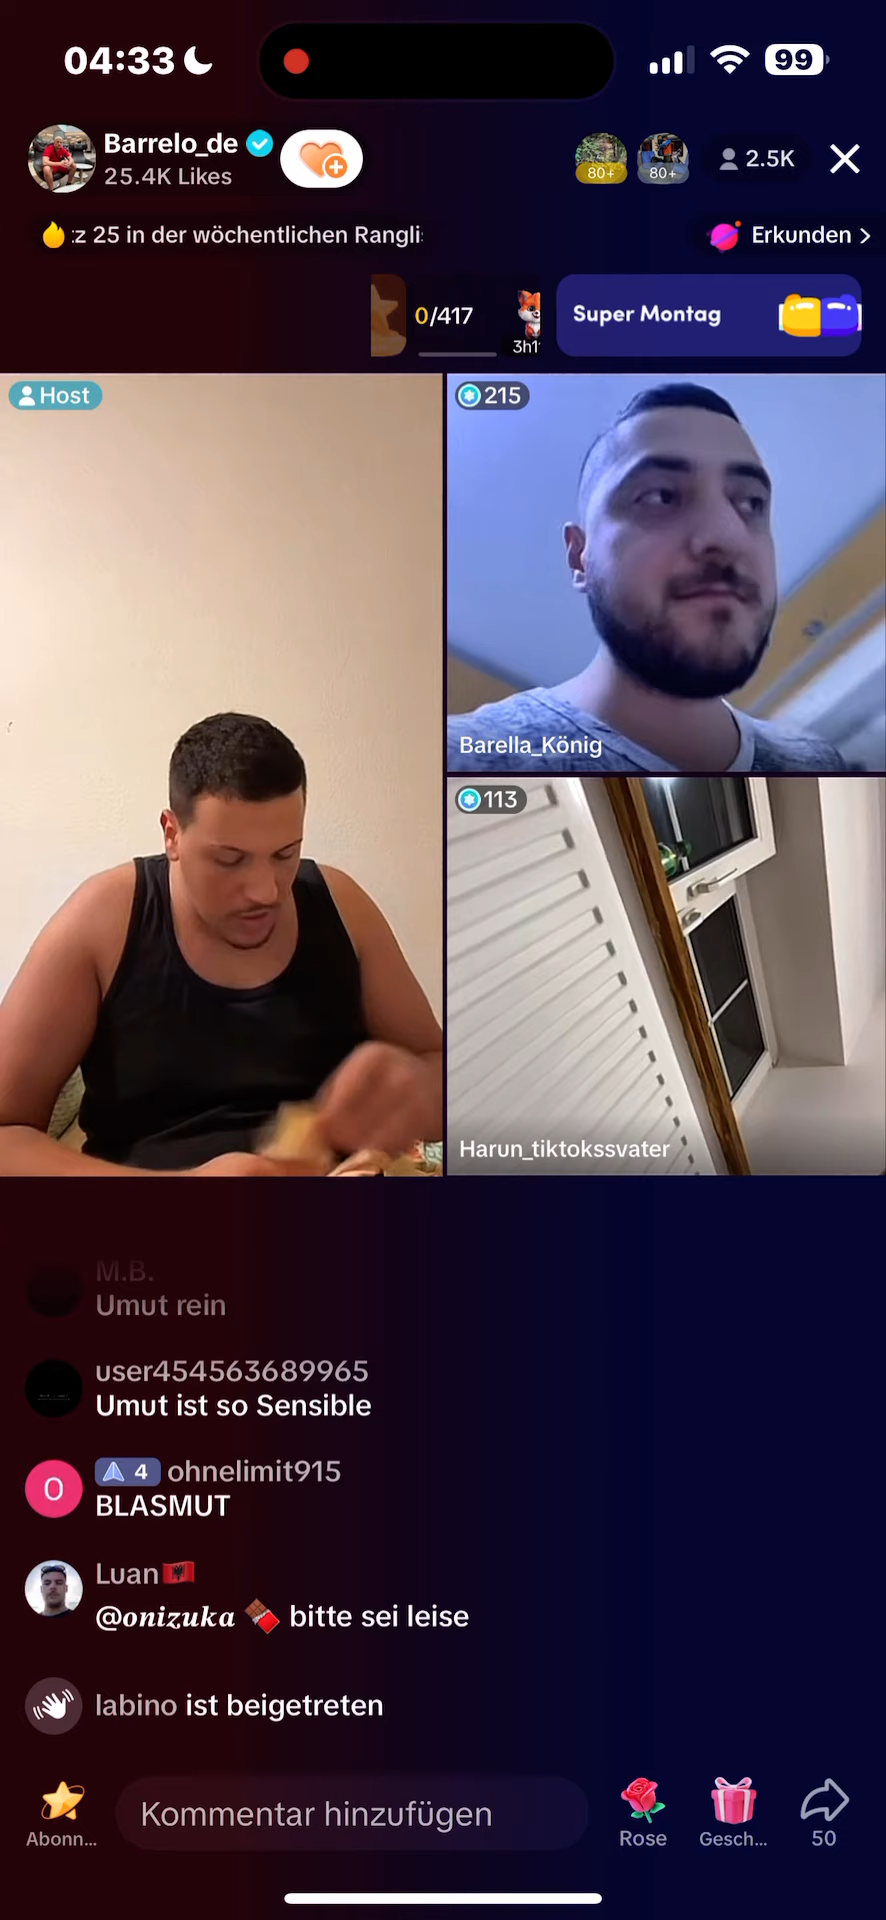 04:33
99
Barrelo_de
25.4K Likes
80+
80+
2.5K
z 25 in der wöchentlichen Rangli
Erkunden >
0/417
3h1
Super Montag
Host
215
Barella_König
113
Harun_tiktokssvater
M.B.
Umut rein
user454563689965
Umut ist so Sensible
4 ohnelimit915
O
BLASMUT
Luan🇦🇱
@onizuka 🍫 bitte sei leise
labino ist beigetreten
Abonn...
Kommentar hinzufügen
Rose
Gesch...
50